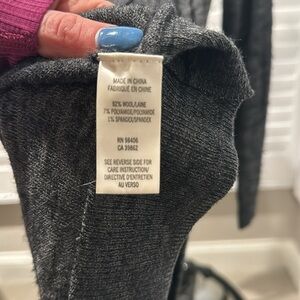 MADE IN CHINA
FABRIQUÉ EN CHINE
92% WOOL/LAINE
7% POLYAMIDE/POLYAMIDE
1% SPANDEX/SPANDEX
RN 98406
CA 39862
SEE REVERSE SIDE FOR
CARE INSTRUCTION/
DIRECTIVE D'ENTRETIEN
AU VERSO